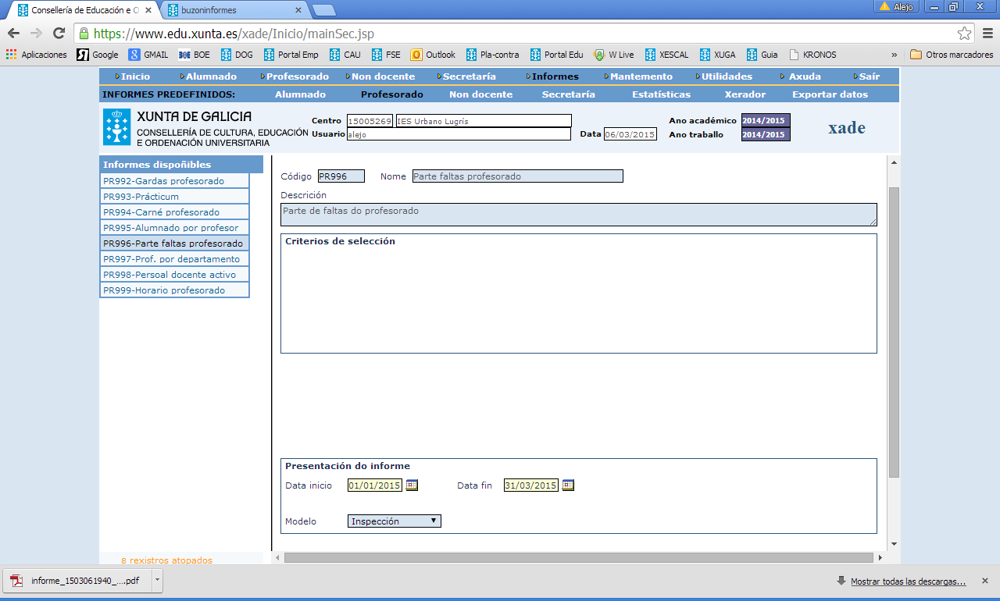 Consellería de Educación e O
buzoninformes
Alejo
https://www.edu.xunta.es/xade/Inicio/mainSec.jsp
Aplicaciones Google GMAIL BOE DOG Portal Emp CAU FSE Outlook Pla-contra Portal Edu W Live XESCAL XUGA Guia KRONOS » Otros marcadores
Inicio Alumnado Profesorado Non docente Secretaría Informes Mantemento Utilidades Axuda Saír
INFORMES PREDEFINIDOS: Alumnado Profesorado Non docente Secretaría Estatísticas Xerador Exportar datos
XUNTA DE GALICIA
CONSELLERÍA DE CULTURA, EDUCACIÓN
E ORDENACIÓN UNIVERSITARIA
Centro 15005269 IES Urbano Lugrís
Usuario alejo Data 06/03/2015
Ano académico 2014/2015
Ano traballo 2014/2015
xade
Informes dispoñibles
PR992-Gardas profesorado
PR993-Prácticum
PR994-Carné profesorado
PR995-Alumnado por profesor
PR996-Parte faltas profesorado
PR997-Prof. por departamento
PR998-Persoal docente activo
PR999-Horario profesorado
8 rexistros atopados
Código PR996 Nome Parte faltas profesorado
Descrición
Parte de faltas do profesorado
Criterios de selección
Presentación do informe
Data inicio 01/01/2015 Data fin 31/03/2015
Modelo Inspección
informe_1503061940_....pdf
Mostrar todas las descargas...